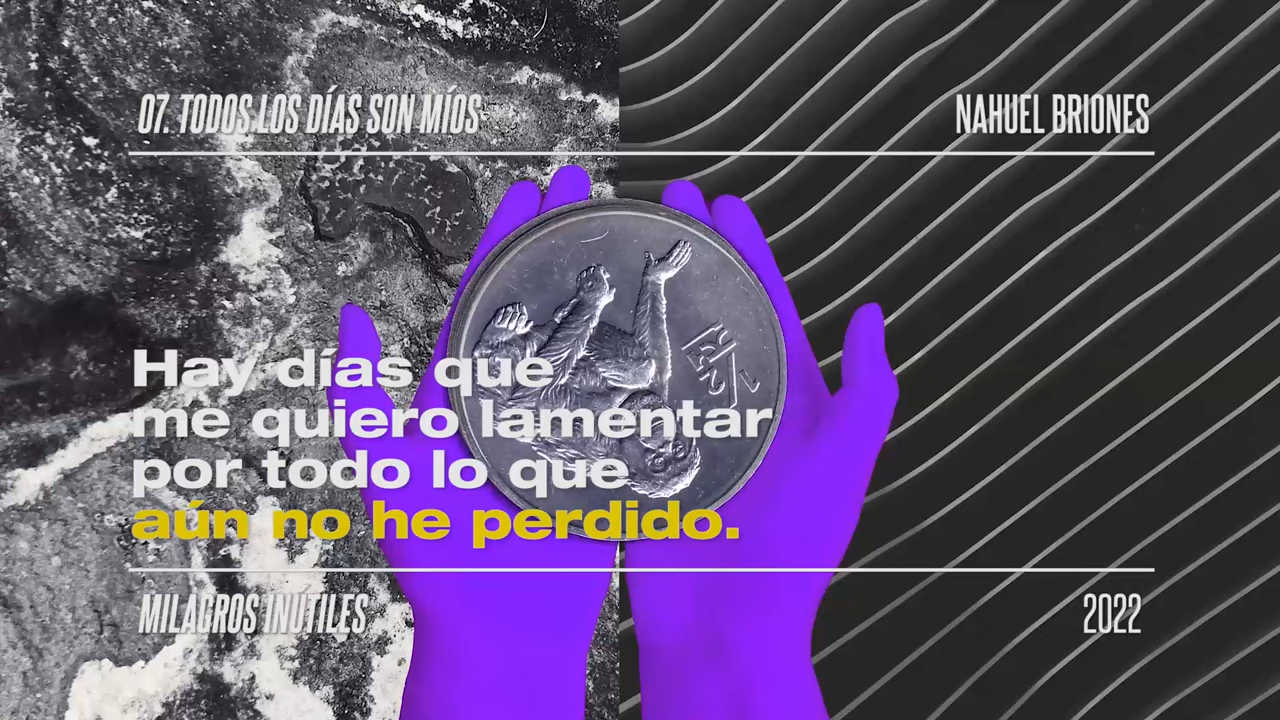 07. TODOS LOS DÍAS SON MÍOS
NAHUEL BRIONES
Hay días que
me quiero lamentar
por todo lo que
aún no he perdido.
MILAGROS INÚTILES
2022